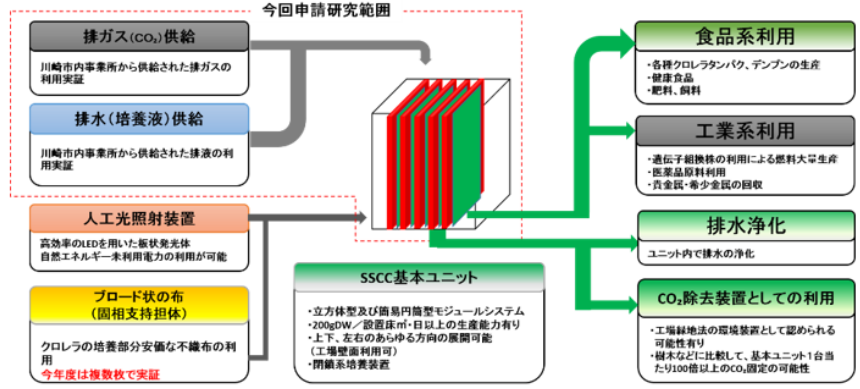 今回申請研究範囲
排ガス(CO₂)供給
川崎市内事業所から供給された排ガスの
利用実証
排水(培養液)供給
川崎市内事業所から供給された排液の利
用実証
人工光照射装置
高効率のLEDを用いた板状発光体
自然エネルギー未利用電力の利用が可能
ブロード状の布
(固相支持担体)
クロレラの培養部分安価な不織布の利
用
今年度は複数枚で実証
SSCC基本ユニット
・立方体型及び簡易円筒型モジュールシステム
・200gDW/設置床㎡・日以上の生産能力有り
・上下、左右のあらゆる方向の展開可能
(工場壁面利用可)
・閉鎖系培養装置
食品系利用
・各種クロレラタンパク、デンプンの生産
・健康食品
・肥料、飼料
工業系利用
・遺伝子組換株の利用による燃料大量生産
・医薬品原料利用
・貴金属・希少金属の回収
排水浄化
ユニット内で排水の浄化
CO₂除去装置としての利用
・工場緑地法の環境装置として認められる
可能性有り
・樹木などに比較して、基本ユニット1台当
たり100倍以上のCO₂固定の可能性